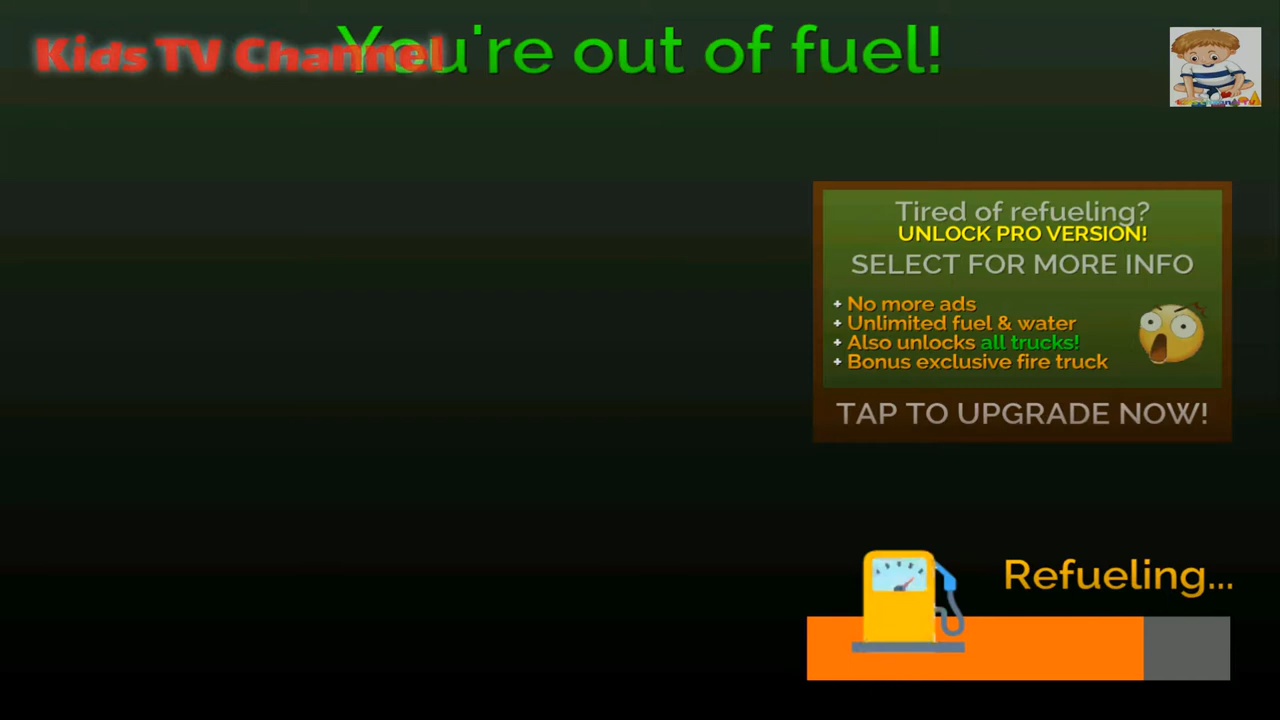 Kids TV Channel
You're out of fuel!
Tired of refueling?
UNLOCK PRO VERSION!
SELECT FOR MORE INFO
+ No more ads
+ Unlimited fuel & water
+ Also unlocks all trucks!
+ Bonus exclusive fire truck
TAP TO UPGRADE NOW!
Refueling...